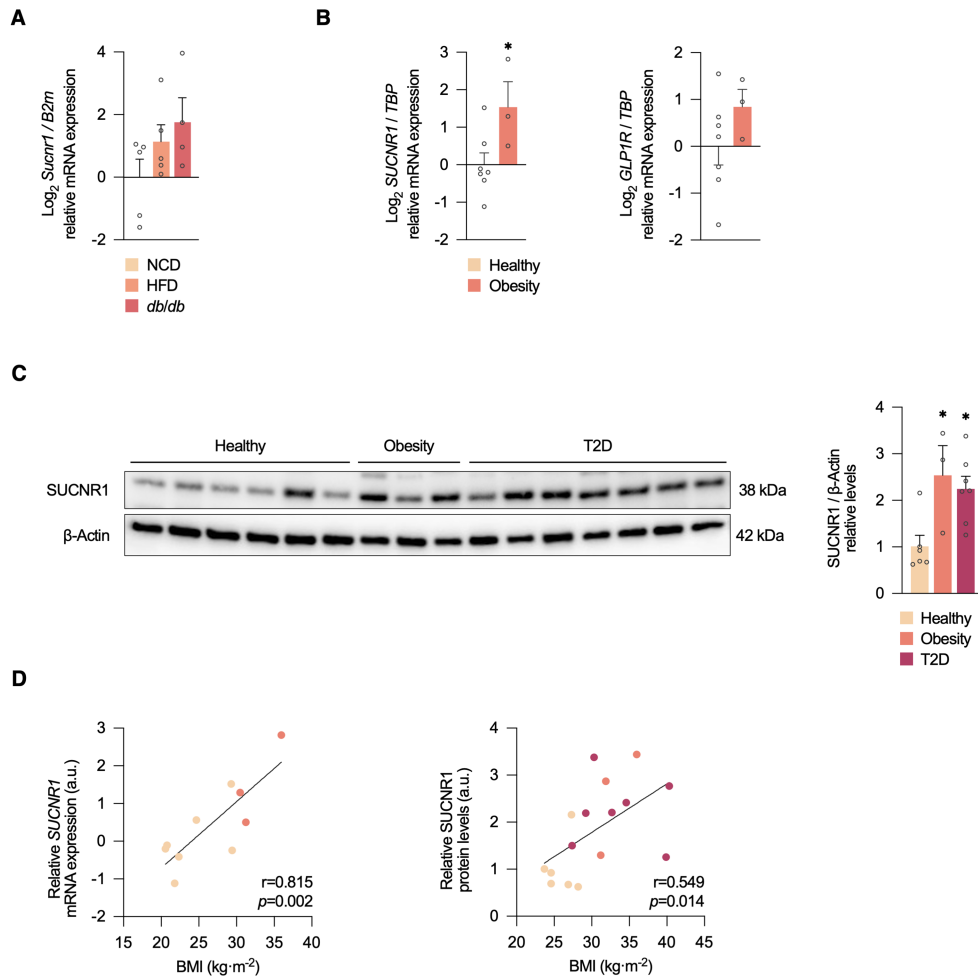 A
B
4
2
0
-2
Log2 Sucnr1 / B2m
relative mRNA expression
NCD
HFD
db/db
3
2
1
0
-1
-2
Log2 SUCNR1 / TBP
relative mRNA expression
*
Healthy
Obesity
2
1
0
-1
-2
Log2 GLP1R / TBP
relative mRNA expression
C
Healthy
Obesity
T2D
SUCNR1
38 kDa
β-Actin
42 kDa
4
3
2
1
0
SUCNR1 / β-Actin
relative levels
* *
Healthy
Obesity
T2D
D
3
2
1
0
-1
-2
Relative SUCNR1
mRNA expression (a.u.)
r=0.815
p=0.002
15 20 25 30 35 40
BMI (kg·m-2)
4
3
2
1
0
Relative SUCNR1
protein levels (a.u.)
r=0.549
p=0.014
20 25 30 35 40 45
BMI (kg·m-2)